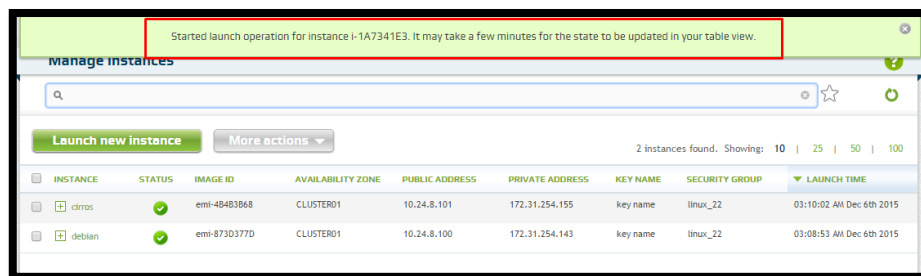 Started launch operation for instance i-1A7341E3. It may take a few minutes for the state to be updated in your table view.
Manage Instances
?
Launch new instance More actions
2 instances found. Showing: 10 | 25 | 50 | 100
INSTANCE STATUS IMAGE ID AVAILABILITY ZONE PUBLIC ADDRESS PRIVATE ADDRESS KEY NAME SECURITY GROUP LAUNCH TIME
cirros emi-4B4B3B68 CLUSTER01 10.24.8.101 172.31.254.155 key name linux_22 03:10:02 AM Dec 6th 2015
debian emi-873D377D CLUSTER01 10.24.8.100 172.31.254.143 key name linux_22 03:08:53 AM Dec 6th 2015